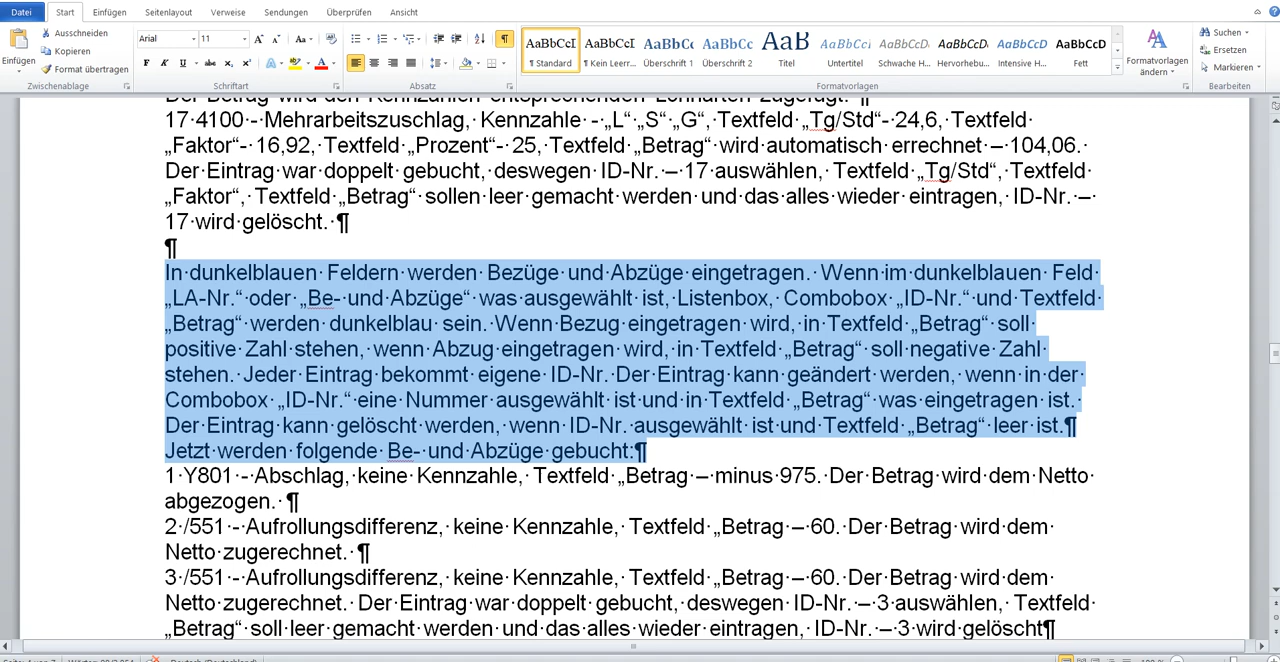 Datei Start Einfügen Seitenlayout Verweise Sendungen Überprüfen Ansicht
Einfügen
Ausschneiden
Kopieren
Format übertragen
Zwischenablage
Arial 11
F K U abc x₂ x²
Schriftart
Absatz
AaBbCcI AaBbCcI AaBbCc AaBbCc AaB AaBbCcI AaBbCcD AaBbCcD AaBbCcD AaBbCcD
¶ Standard ¶ Kein Leerr... Überschrift 1 Überschrift 2 Titel Untertitel Schwache H... Hervorhebu... Intensive H... Fett
Formatvorlagen
Formatvorlagen ändern
Suchen
Ersetzen
Markieren
Bearbeiten
Der Betrag wird den Kennzahlen entsprechenden Lohnarten zugefügt. ¶
17 4100 - Mehrarbeitszuschlag, Kennzahle - „L“ „S“ „G“, Textfeld „Tg/Std“- 24,6, Textfeld
„Faktor“- 16,92, Textfeld „Prozent“- 25, Textfeld „Betrag“ wird automatisch errechnet – 104,06.
Der Eintrag war doppelt gebucht, deswegen ID-Nr. – 17 auswählen, Textfeld „Tg/Std“, Textfeld
„Faktor“, Textfeld „Betrag“ sollen leer gemacht werden und das alles wieder eintragen, ID-Nr. –
17 wird gelöscht. ¶
¶
In dunkelblauen Feldern werden Bezüge und Abzüge eingetragen. Wenn im dunkelblauen Feld
„LA-Nr.“ oder „Be- und Abzüge“ was ausgewählt ist, Listenbox, Combobox „ID-Nr.“ und Textfeld
„Betrag“ werden dunkelblau sein. Wenn Bezug eingetragen wird, in Textfeld „Betrag“ soll
positive Zahl stehen, wenn Abzug eingetragen wird, in Textfeld „Betrag“ soll negative Zahl
stehen. Jeder Eintrag bekommt eigene ID-Nr. Der Eintrag kann geändert werden, wenn in der
Combobox „ID-Nr.“ eine Nummer ausgewählt ist und in Textfeld „Betrag“ was eingetragen ist.
Der Eintrag kann gelöscht werden, wenn ID-Nr. ausgewählt ist und Textfeld „Betrag“ leer ist.¶
Jetzt werden folgende Be- und Abzüge gebucht:¶
1 Y801 - Abschlag, keine Kennzahle, Textfeld „Betrag – minus 975. Der Betrag wird dem Netto
abgezogen. ¶
2 /551 - Aufrollungsdifferenz, keine Kennzahle, Textfeld „Betrag – 60. Der Betrag wird dem
Netto zugerechnet. ¶
3 /551 - Aufrollungsdifferenz, keine Kennzahle, Textfeld „Betrag – 60. Der Betrag wird dem
Netto zugerechnet. Der Eintrag war doppelt gebucht, deswegen ID-Nr. – 3 auswählen, Textfeld
„Betrag“ soll leer gemacht werden und das alles wieder eintragen, ID-Nr. – 3 wird gelöscht¶